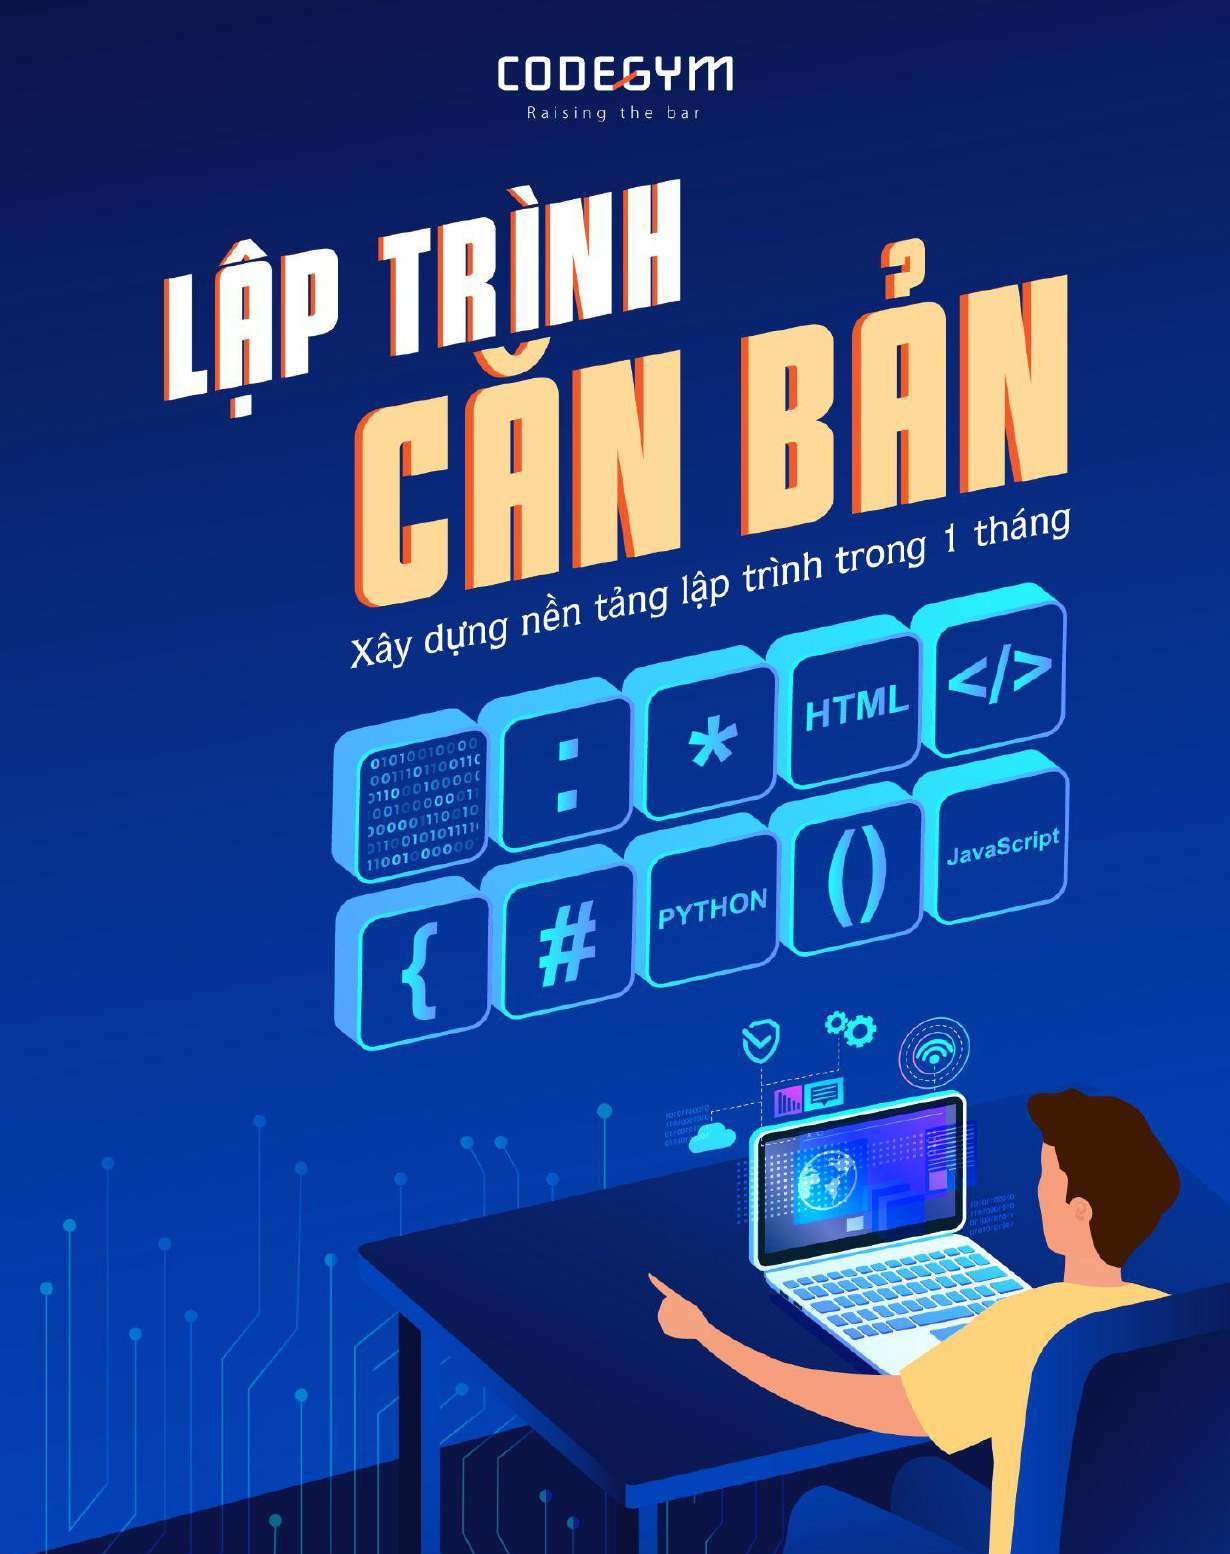 CODEGYM
Raising the bar
LẬP TRÌNH
CĂN BẢN
Xây dựng nền tảng lập trình trong 1 tháng
: * HTML </>
{ # PYTHON () JavaScript